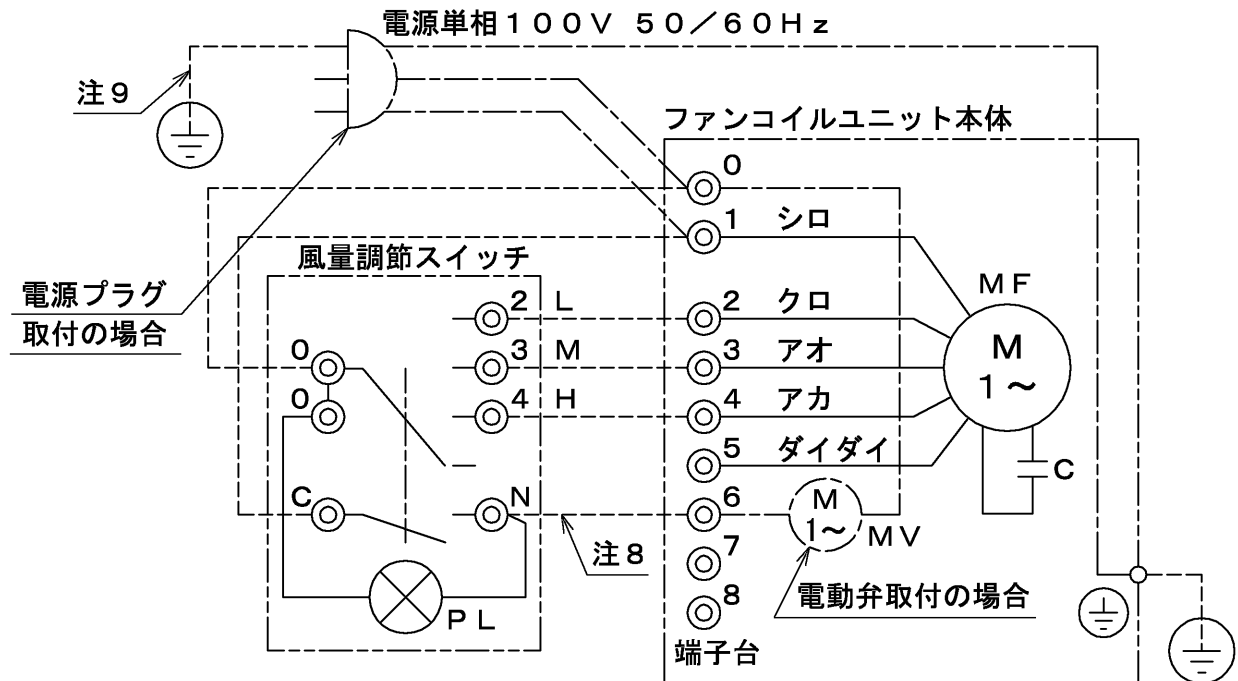 電源単相１００Ｖ ５０／６０Ｈｚ
注９
ファンコイルユニット本体
0
1 シロ
風量調節スイッチ
電源プラグ
取付の場合
ＭＦ
2 L
2 クロ
M
1～
0
3 M
3 アオ
0
4 H
4 アカ
5 ダイダイ
C
C
N
6
M
1～
ＭＶ
注８
7
電動弁取付の場合
8
ＰＬ
端子台